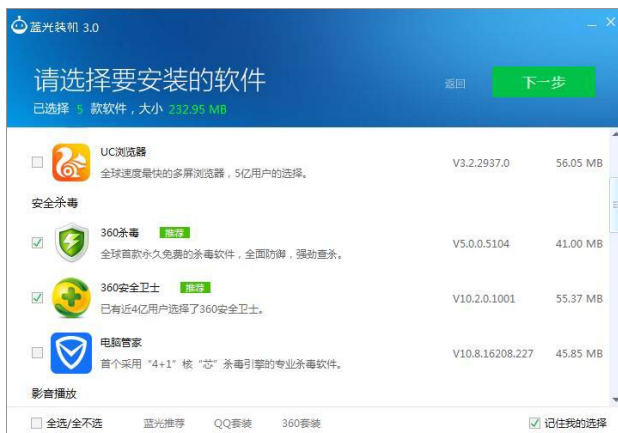 蓝光装机 3.0
请选择要安装的软件
返回
下一步
已选择 5 款软件，大小 232.95 MB
UC浏览器
全球速度最快的多屏浏览器，5亿用户的选择。
V3.2.2937.0
56.05 MB
安全杀毒
360杀毒 推荐
全球首款永久免费的杀毒软件，全面防御，强劲查杀。
V5.0.0.5104
41.00 MB
360安全卫士 推荐
已有近4亿用户选择了360安全卫士。
V10.2.0.1001
55.37 MB
电脑管家
首个采用“4+1”核“芯”杀毒引擎的专业杀毒软件。
V10.8.16208.227
45.85 MB
影音播放
全选/全不选 蓝光推荐 QQ套装 360套装 记住我的选择